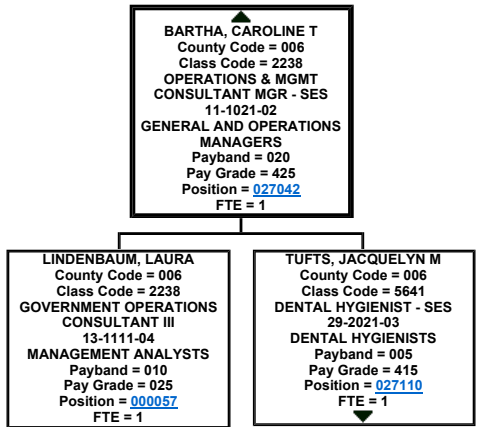 BARTHA, CAROLINE T
County Code = 006
Class Code = 2238
OPERATIONS & MGMT
CONSULTANT MGR - SES
11-1021-02
GENERAL AND OPERATIONS
MANAGERS
Payband = 020
Pay Grade = 425
Position = 027042
FTE = 1
LINDENBAUM, LAURA
County Code = 006
Class Code = 2238
GOVERNMENT OPERATIONS
CONSULTANT III
13-1111-04
MANAGEMENT ANALYSTS
Payband = 010
Pay Grade = 025
Position = 000057
FTE = 1
TUFTS, JACQUELYN M
County Code = 006
Class Code = 5641
DENTAL HYGIENIST - SES
29-2021-03
DENTAL HYGIENISTS
Payband = 005
Pay Grade = 415
Position = 027110
FTE = 1